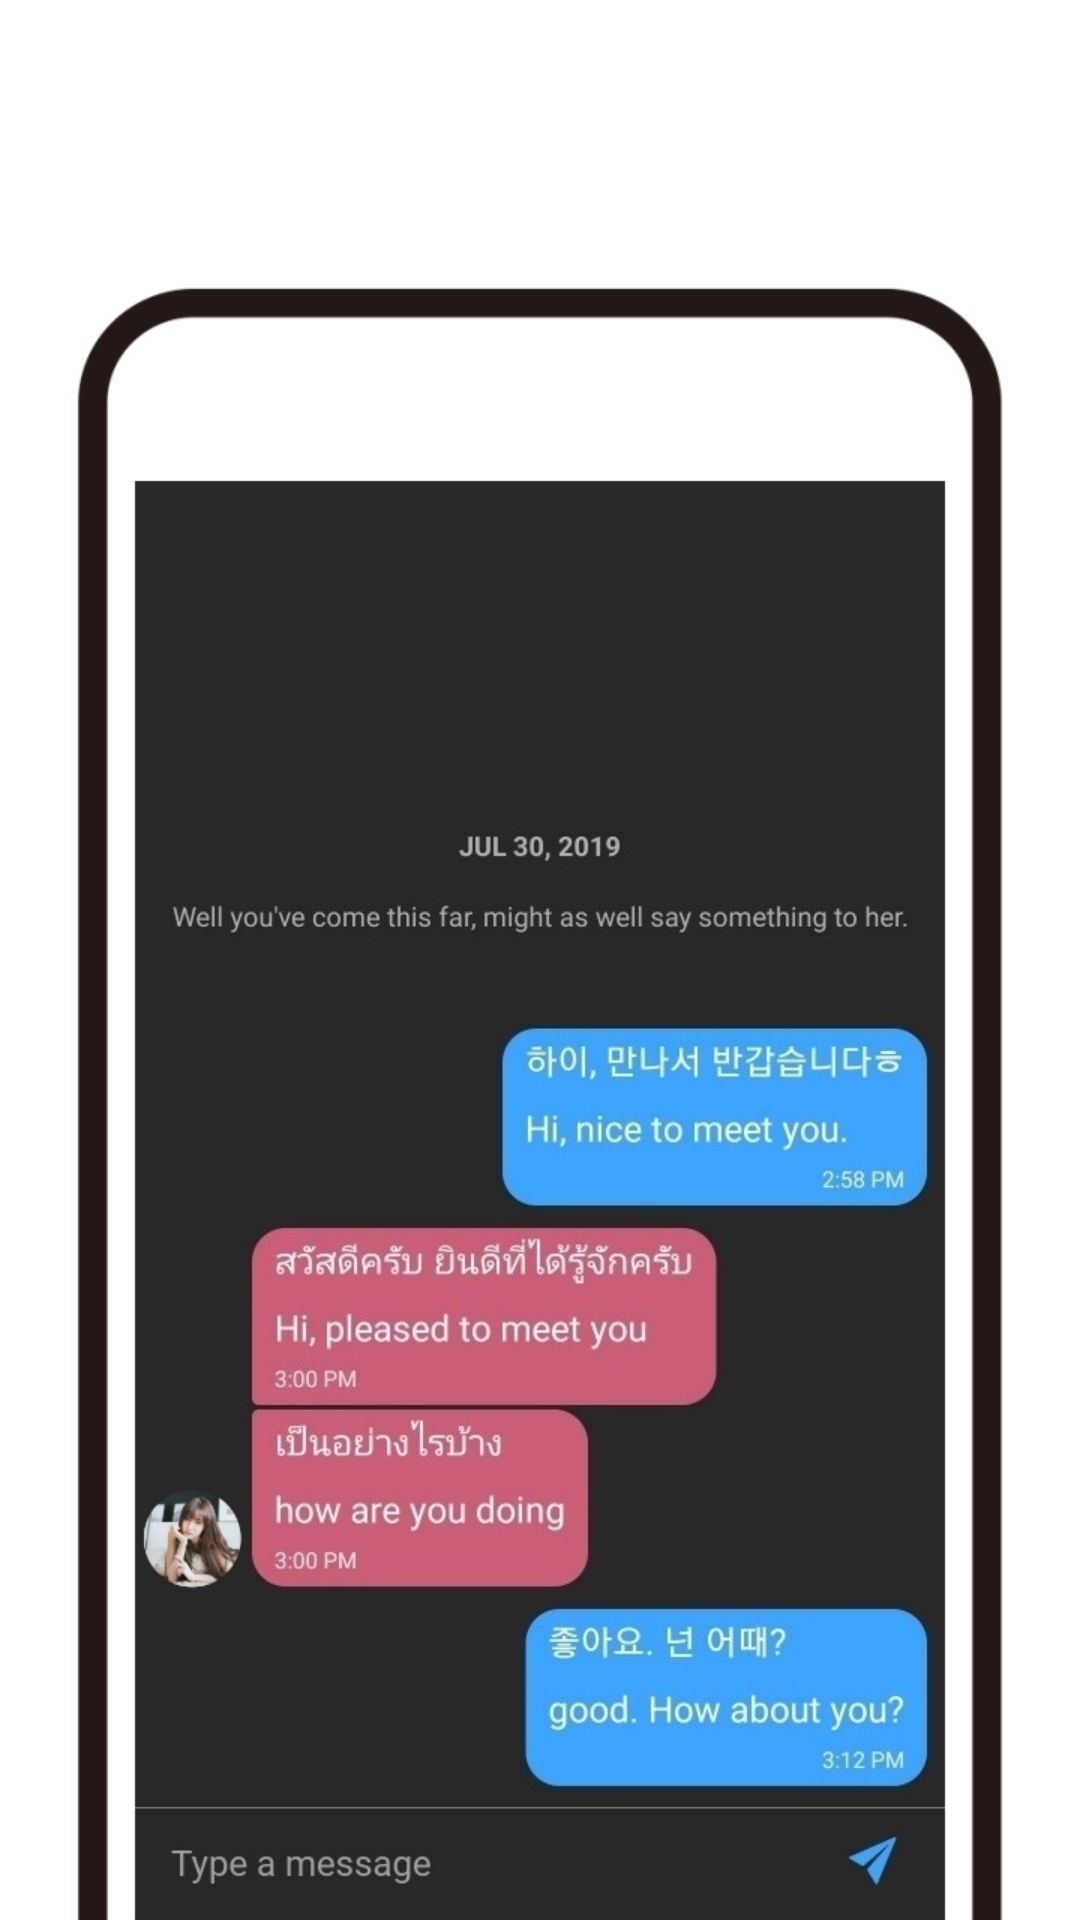 JUL 30, 2019
Well you've come this far, might as well say something to her.
하이, 만나서 반갑습니다ㅎ
Hi, nice to meet you.
2:58 PM
สวัสดีครับ ยินดีที่ได้รู้จักครับ
Hi, pleased to meet you
3:00 PM
เป็นอย่างไรบ้าง
how are you doing
3:00 PM
좋아요. 넌 어때?
good. How about you?
3:12 PM
Type a message